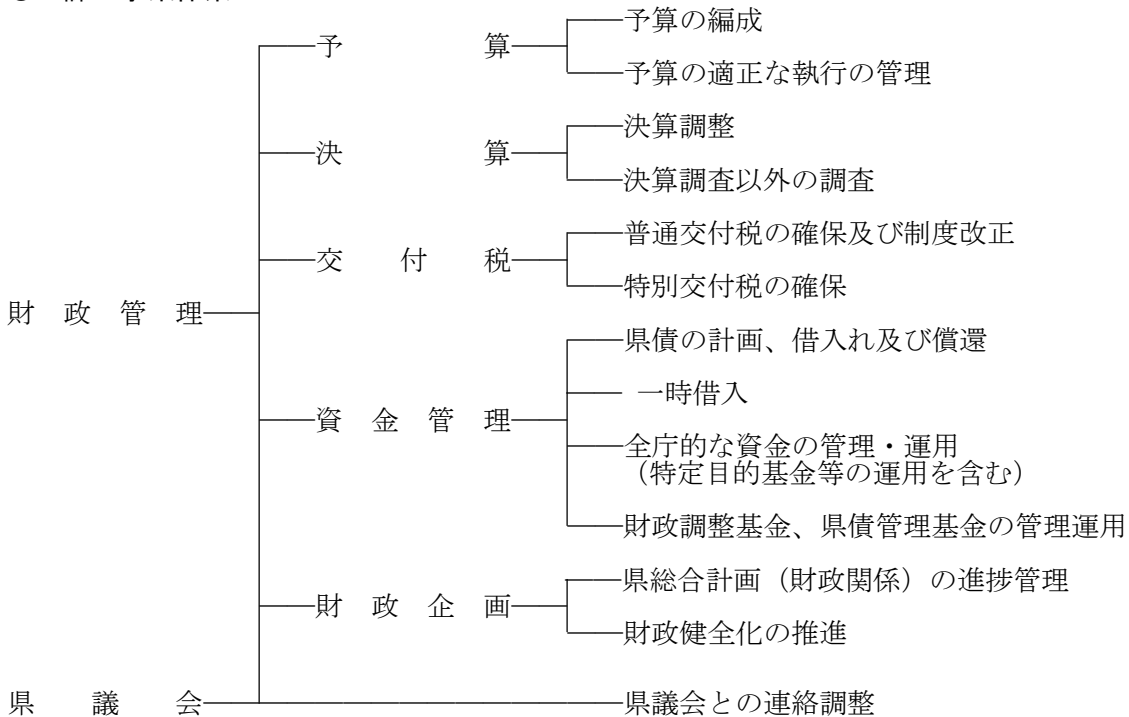 予算
予算の編成
予算の適正な執行の管理
決算
決算調整
決算調査以外の調査
交付税
普通交付税の確保及び制度改正
特別交付税の確保
財政管理
資金管理
県債の計画、借入れ及び償還
一時借入
全庁的な資金の管理・運用
（特定目的基金等の運用を含む）
財政調整基金、県債管理基金の管理運用
財政企画
県総合計画（財政関係）の進捗管理
財政健全化の推進
県議会
県議会との連絡調整